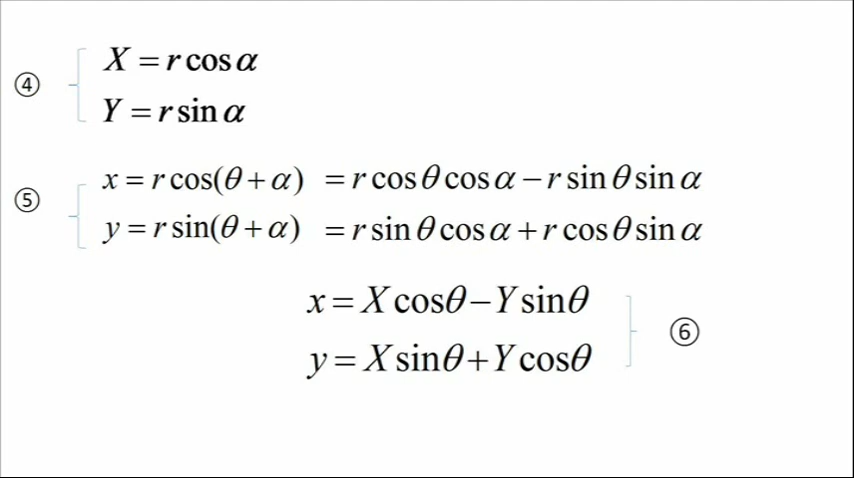 ④
X = r cos α
Y = r sin α
⑤
x = r cos(θ + α) = r cos θ cos α − r sin θ sin α
y = r sin(θ + α) = r sin θ cos α + r cos θ sin α
x = X cosθ − Y sinθ
y = X sinθ + Y cosθ
⑥